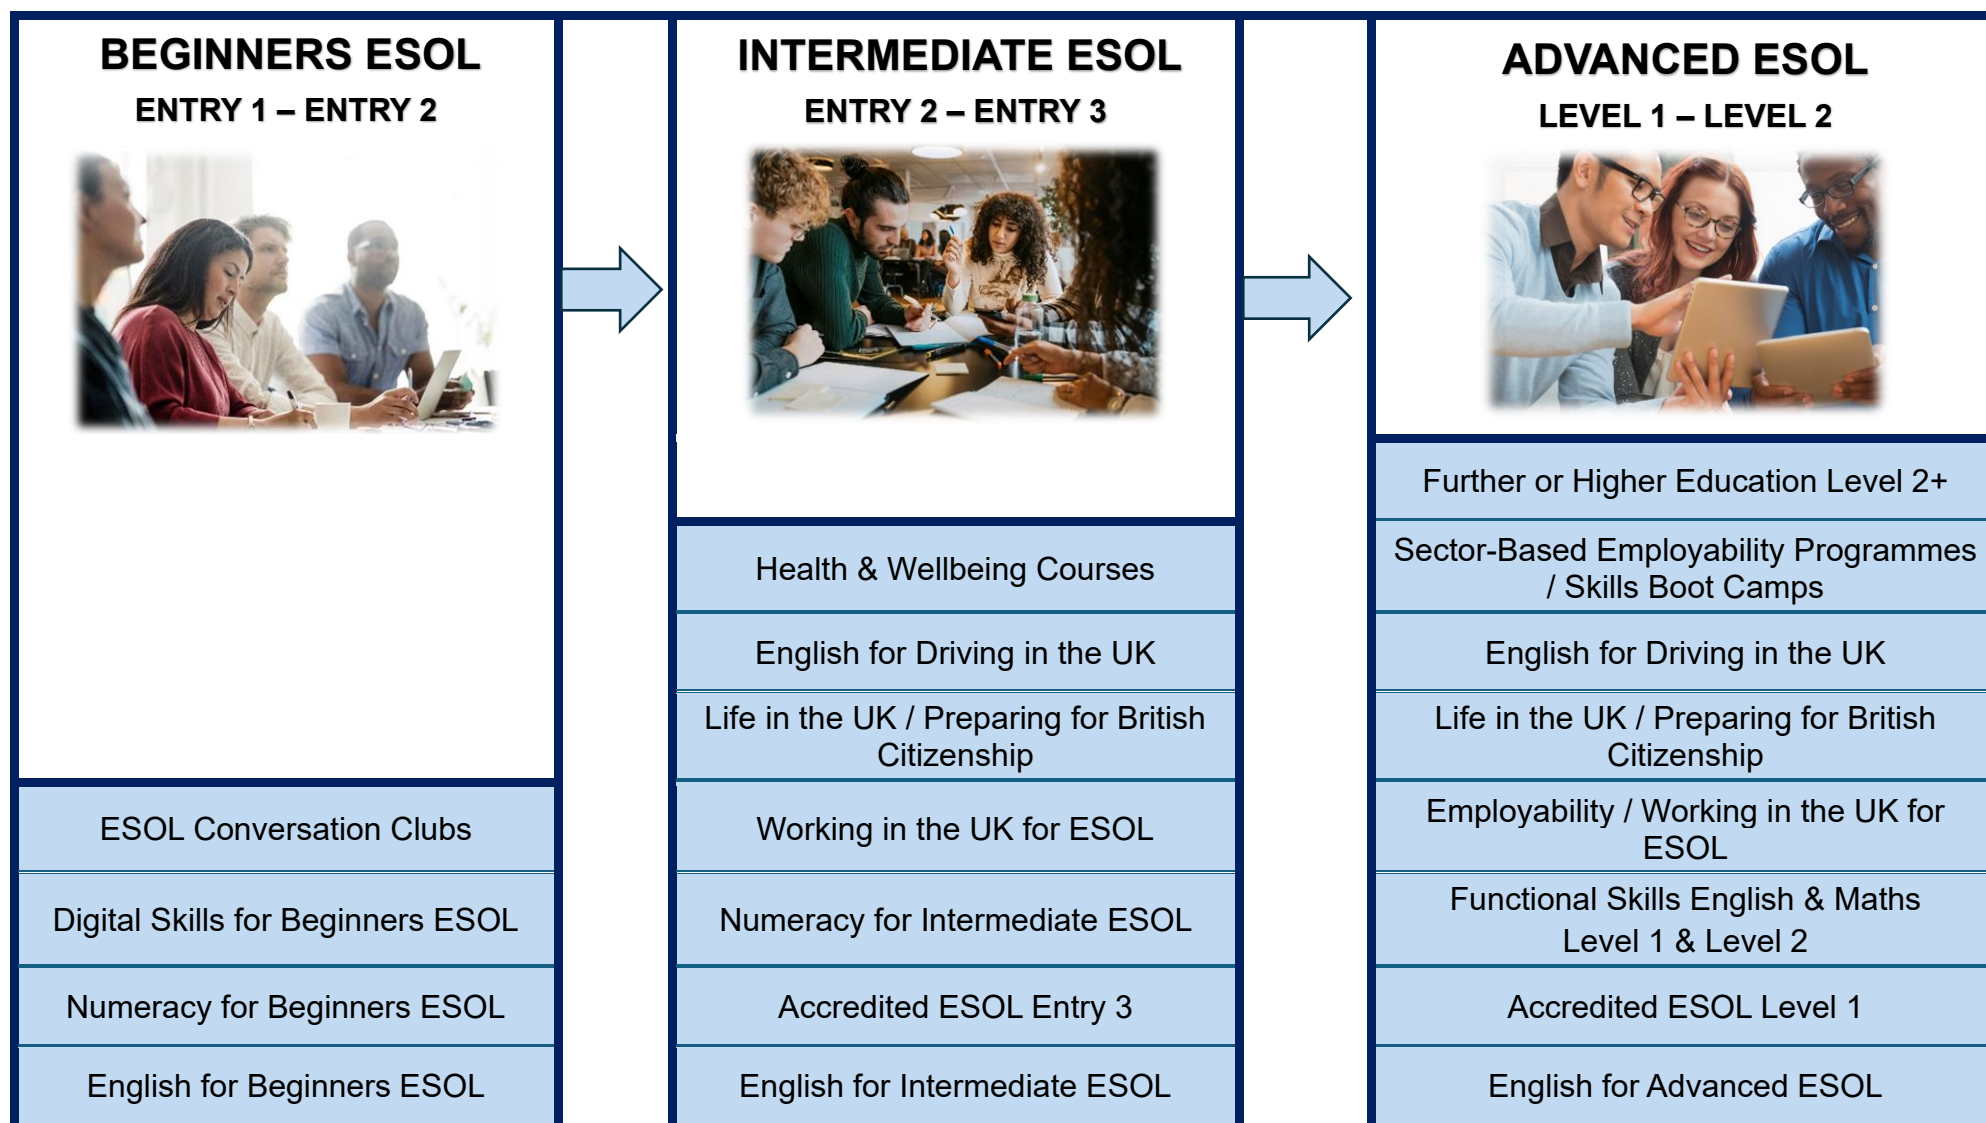 BEGINNERS ESOL
ENTRY 1 – ENTRY 2
ESOL Conversation Clubs
Digital Skills for Beginners ESOL
Numeracy for Beginners ESOL
English for Beginners ESOL
INTERMEDIATE ESOL
ENTRY 2 – ENTRY 3
Health & Wellbeing Courses
English for Driving in the UK
Life in the UK / Preparing for British
Citizenship
Working in the UK for ESOL
Numeracy for Intermediate ESOL
Accredited ESOL Entry 3
English for Intermediate ESOL
ADVANCED ESOL
LEVEL 1 – LEVEL 2
Further or Higher Education Level 2+
Sector-Based Employability Programmes
/ Skills Boot Camps
English for Driving in the UK
Life in the UK / Preparing for British
Citizenship
Employability / Working in the UK for
ESOL
Functional Skills English & Maths
Level 1 & Level 2
Accredited ESOL Level 1
English for Advanced ESOL